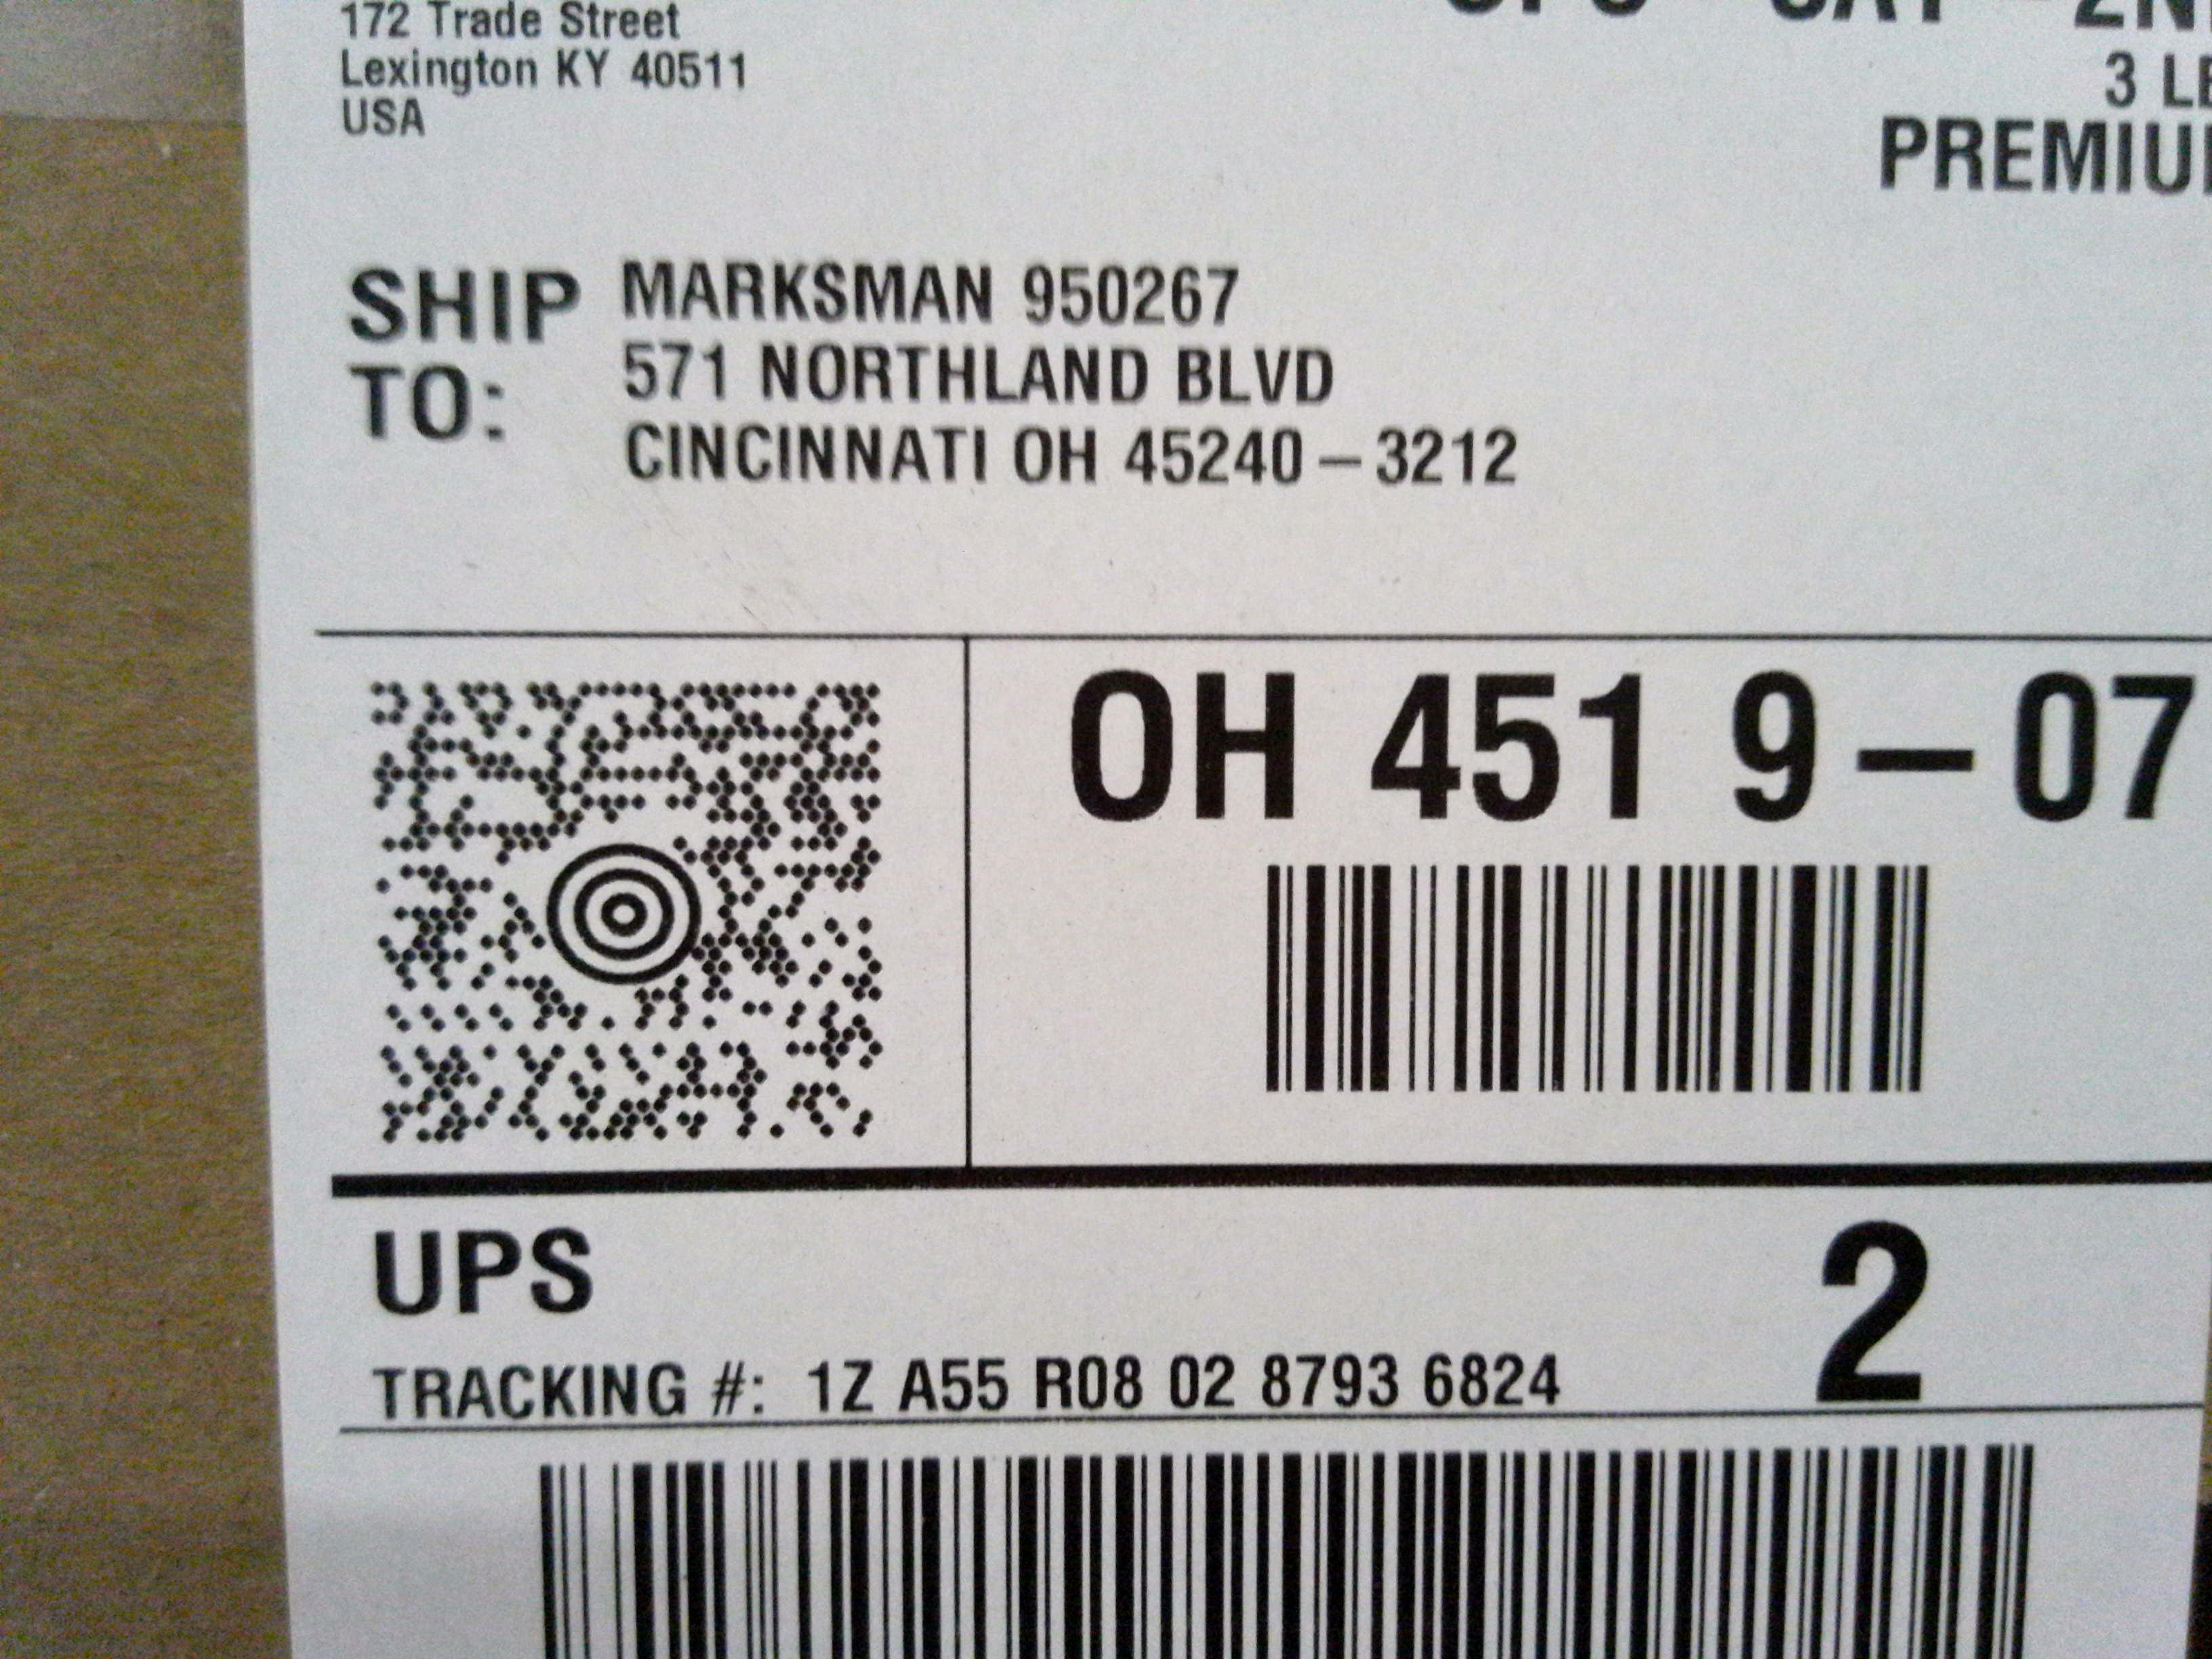 172 Trade Street
Lexington KY 40511
USA
3
SHIP TO:
MARKSMAN 950267
571 NORTHLAND BLVD
CINCINNATI OH 45240-3212
OH 451 9-07
UPS
2
TRACKING #: 1Z A55 R08 02 8793 6824